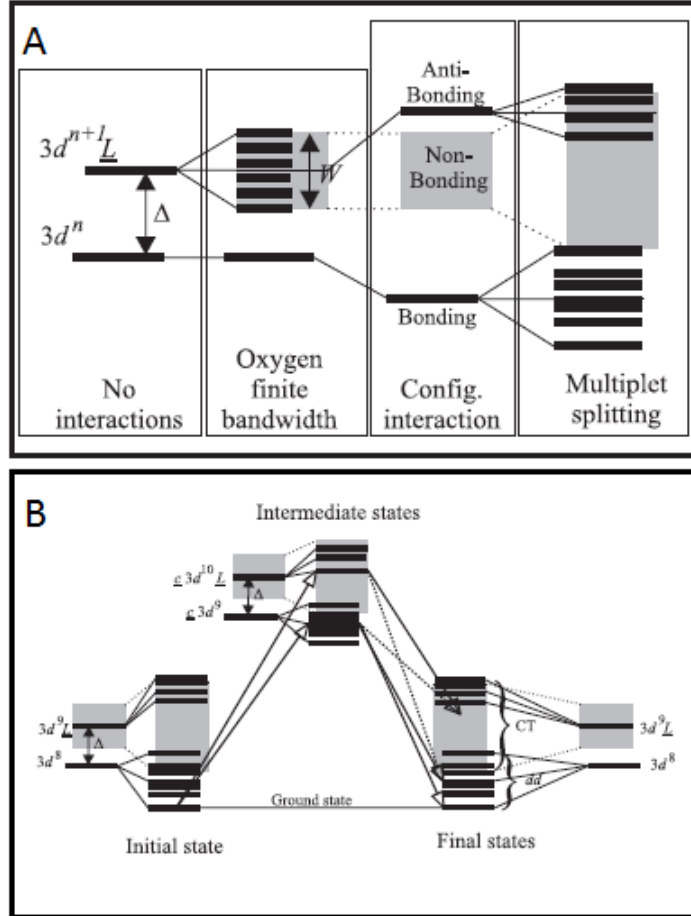 A
Anti-
Bonding
3d^{n+1}L
W
Non-
Bonding
Δ
3d^n
Bonding
No
interactions
Oxygen
finite
bandwidth
Config.
interaction
Multiplet
splitting
B
Intermediate states
c 3d^{10} L
Δ
c 3d^9
3d^9L
Δ
3d^8
CT
3d^9L
dd
3d^8
Ground state
Initial state
Final states